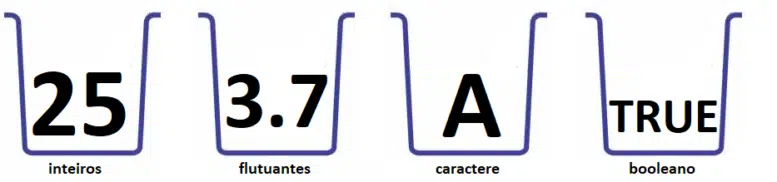 25 3.7 A TRUE
inteiros flutuantes caractere booleano